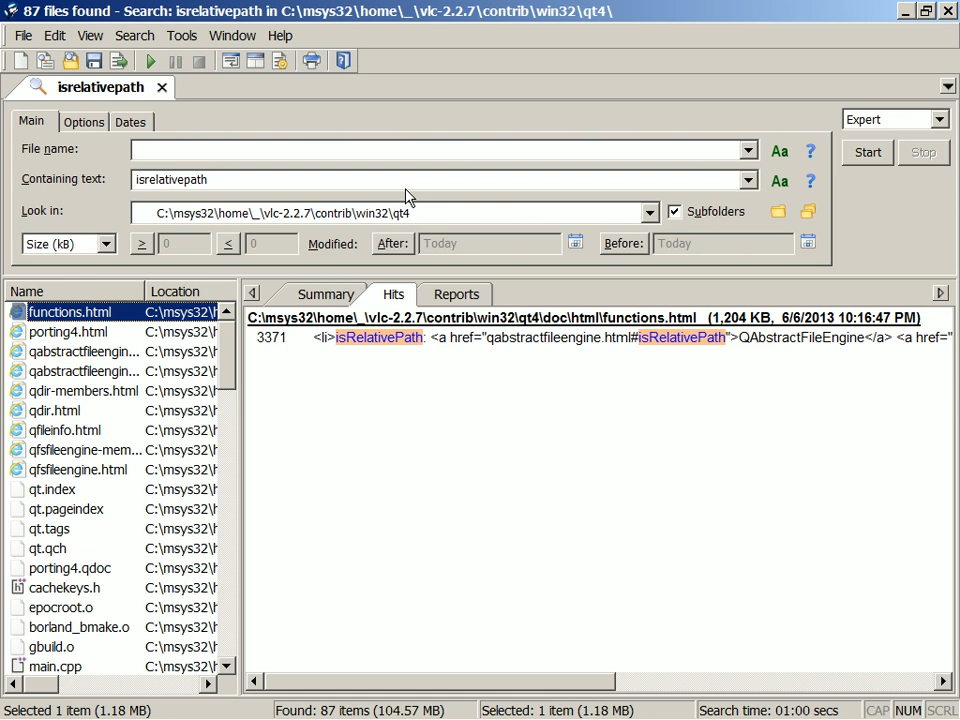 87 files found - Search: isrelativepath in C:\msys32\home\_\vlc-2.2.7\contrib\win32\qt4\
File Edit View Search Tools Window Help
isrelativepath
Main Options Dates
Expert
File name: Aa ?
Start Stop
Containing text: isrelativepath Aa ?
Look in: C:\msys32\home\_\vlc-2.2.7\contrib\win32\qt4 Subfolders
Size (kB) > 0 < 0 Modified: After: Today Before: Today
Name Location
Summary Hits Reports
functions.html C:\msys32\h
porting4.html C:\msys32\h
qabstractfileengin... C:\msys32\h
qabstractfileengin... C:\msys32\h
qdir-members.html C:\msys32\h
qdir.html C:\msys32\h
qfileinfo.html C:\msys32\h
qfsfileengine-mem... C:\msys32\h
qfsfileengine.html C:\msys32\h
qt.index C:\msys32\h
qt.pageindex C:\msys32\h
qt.tags C:\msys32\h
qt.qch C:\msys32\h
porting4.qdoc C:\msys32\h
cachekeys.h C:\msys32\h
epocroot.o C:\msys32\h
borland_bmake.o C:\msys32\h
gbuild.o C:\msys32\h
main.cpp C:\msys32\h
C:\msys32\home\_\vlc-2.2.7\contrib\win32\qt4\doc\html\functions.html (1,204 KB, 6/6/2013 10:16:47 PM)
3371 <li>isRelativePath: <a href="qabstractfileengine.html#isRelativePath">QAbstractFileEngine</a> <a href="
Selected 1 item (1.18 MB) Found: 87 items (104.57 MB) Selected: 1 item (1.18 MB) Search time: 01:00 secs CAP NUM SCRL